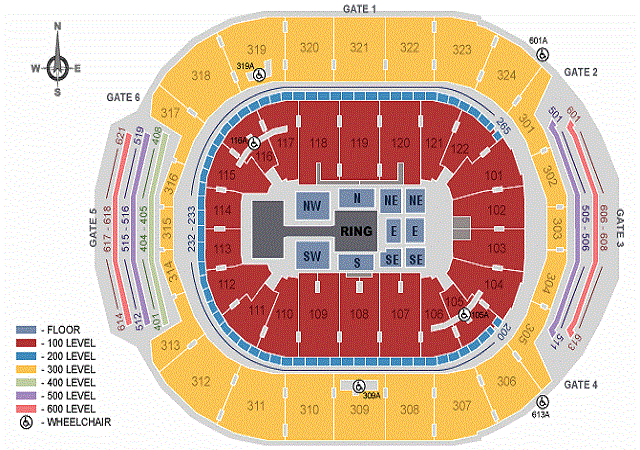 GATE 1
N
W E
S
GATE 6
GATE 2
GATE 5
GATE 3
GATE 4
601A
319A
319
320
321
322
323
324
318
317
316
315
314
313
312
311
310
309
308
307
306
305
304
303
302
301
309A
613A
265
200
232 - 233
621
617 - 618
614
519
515 - 516
512
408
404 - 405
401
501
505 - 506
511
601
606 - 608
613
116A
116
117
118
119
120
121
122
115
114
113
112
111
110
109
108
107
106
105
105A
104
103
102
101
NW
N
NE
NE
RING
E
E
SW
S
SE
SE
- FLOOR
- 100 LEVEL
- 200 LEVEL
- 300 LEVEL
- 400 LEVEL
- 500 LEVEL
- 600 LEVEL
- WHEELCHAIR